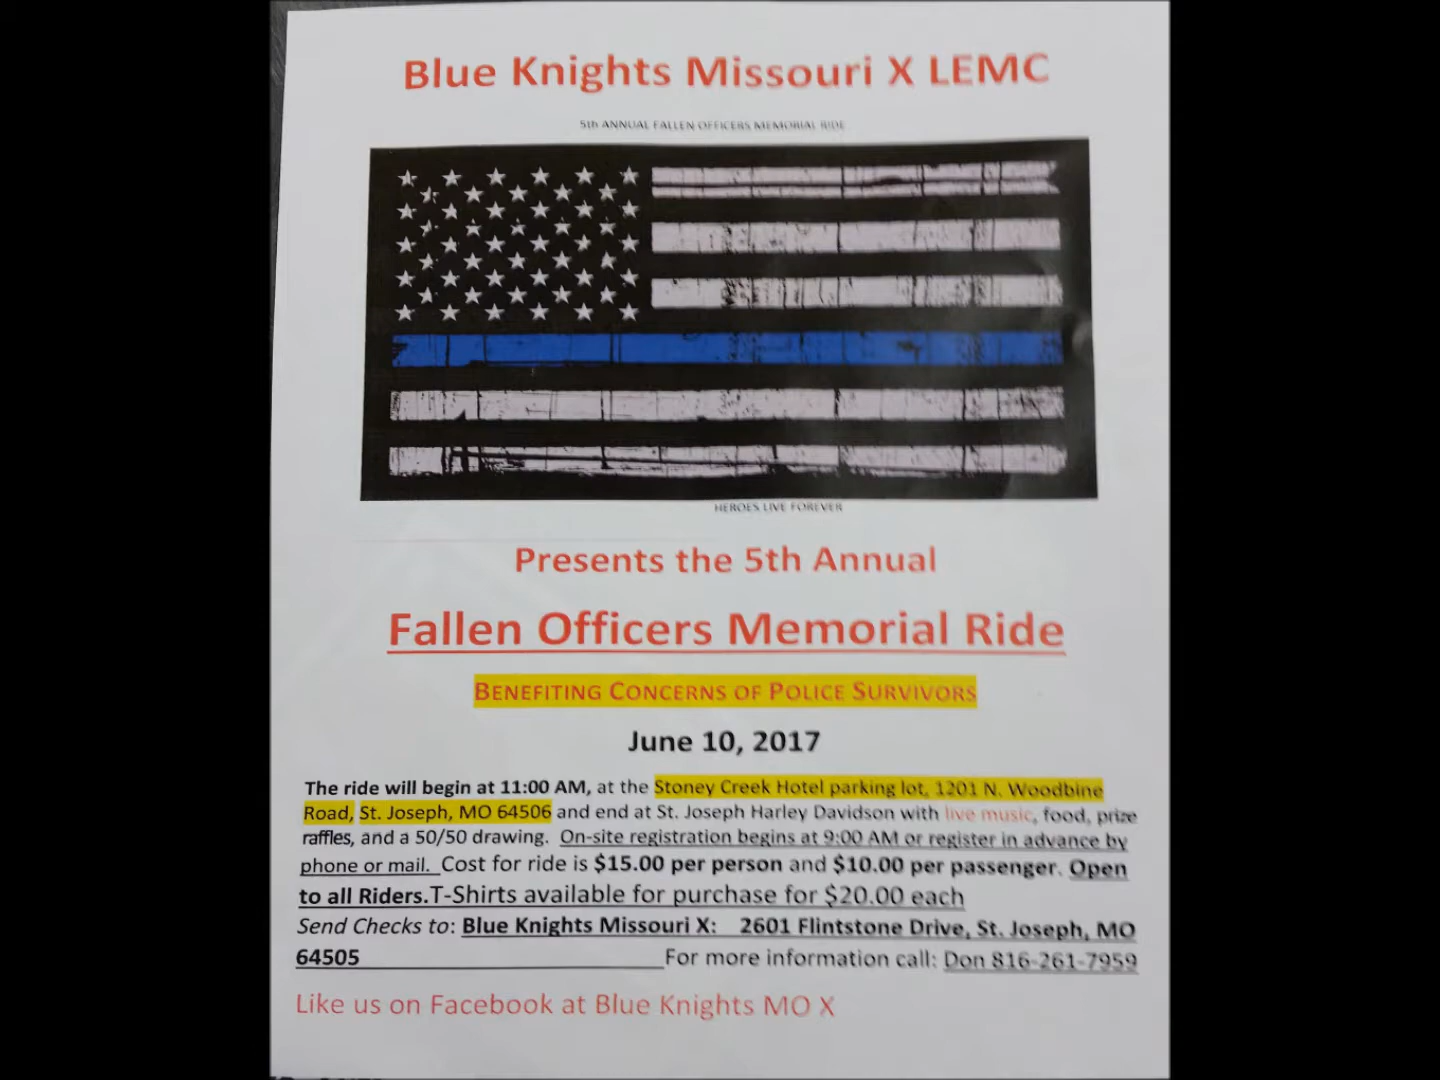 Blue Knights Missouri X LEMC
5th ANNUAL FALLEN OFFICERS MEMORIAL RIDE
HEROES LIVE FOREVER
Presents the 5th Annual
Fallen Officers Memorial Ride
BENEFITING CONCERNS OF POLICE SURVIVORS
June 10, 2017
The ride will begin at 11:00 AM, at the Stoney Creek Hotel parking lot, 1201 N. Woodbine
Road, St. Joseph, MO 64506 and end at St. Joseph Harley Davidson with live music, food, prize
raffles, and a 50/50 drawing. On-site registration begins at 9:00 AM or register in advance by
phone or mail. Cost for ride is $15.00 per person and $10.00 per passenger. Open
to all Riders.T-Shirts available for purchase for $20.00 each
Send Checks to: Blue Knights Missouri X: 2601 Flintstone Drive, St. Joseph, MO
64505 For more information call: Don 816-261-7959
Like us on Facebook at Blue Knights MO X